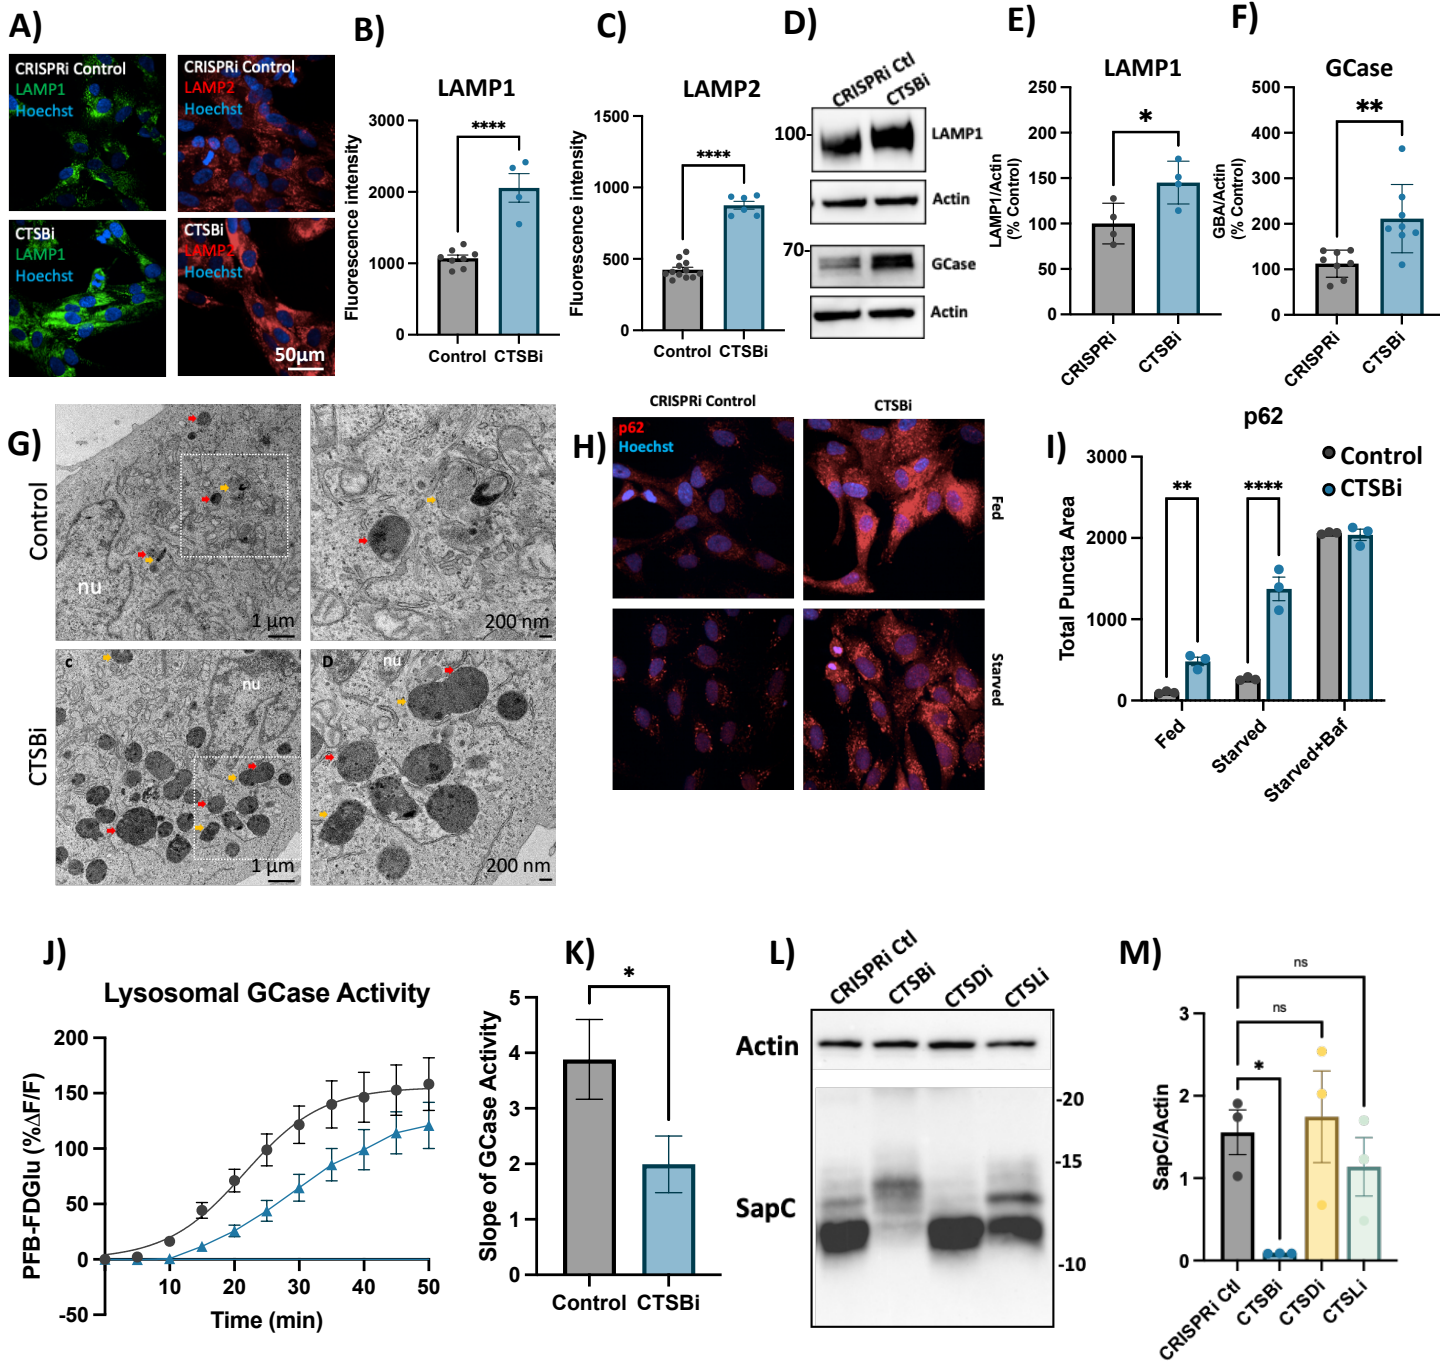 A)
CRISPRi Control
LAMP1
Hoechst
CRISPRi Control
LAMP2
Hoechst
CTSBi
LAMP1
Hoechst
CTSBi
LAMP2
Hoechst
50µm
B)
LAMP1
Fluorescence intensity
3000
2000
1000
0
****
Control
CTSBi
C)
LAMP2
Fluorescence intensity
1500
1000
500
0
****
Control
CTSBi
D)
CRISPRi Ctl
CTSBi
100
LAMP1
Actin
70
GCase
Actin
E)
LAMP1
LAMP1/Actin
(% Control)
250
200
150
100
50
0
*
CRISPRi
CTSBi
F)
GCase
GBA/Actin
(% Control)
500
400
300
200
100
0
**
CRISPRi
CTSBi
G)
Control
nu
1 µm
200 nm
CTSBi
c
nu
1 µm
D
nu
200 nm
H)
CRISPRi Control
CTSBi
p62
Hoechst
Fed
Starved
I)
p62
Total Puncta Area
3000
2000
1000
0
**
****
Control
CTSBi
Fed
Starved
Starved+Baf
J)
Lysosomal GCase Activity
PFB-FDGlu (%ΔF/F)
200
150
100
50
0
-50
10
20
30
40
50
Time (min)
K)
Slope of GCase Activity
5
4
3
2
1
0
*
Control
CTSBi
L)
CRISPRi Ctl
CTSBi
CTSDi
CTSLi
Actin
SapC
-20
-15
-10
M)
SapC/Actin
3
2
1
0
ns
ns
*
CRISPRi Ctl
CTSBi
CTSDi
CTSLi